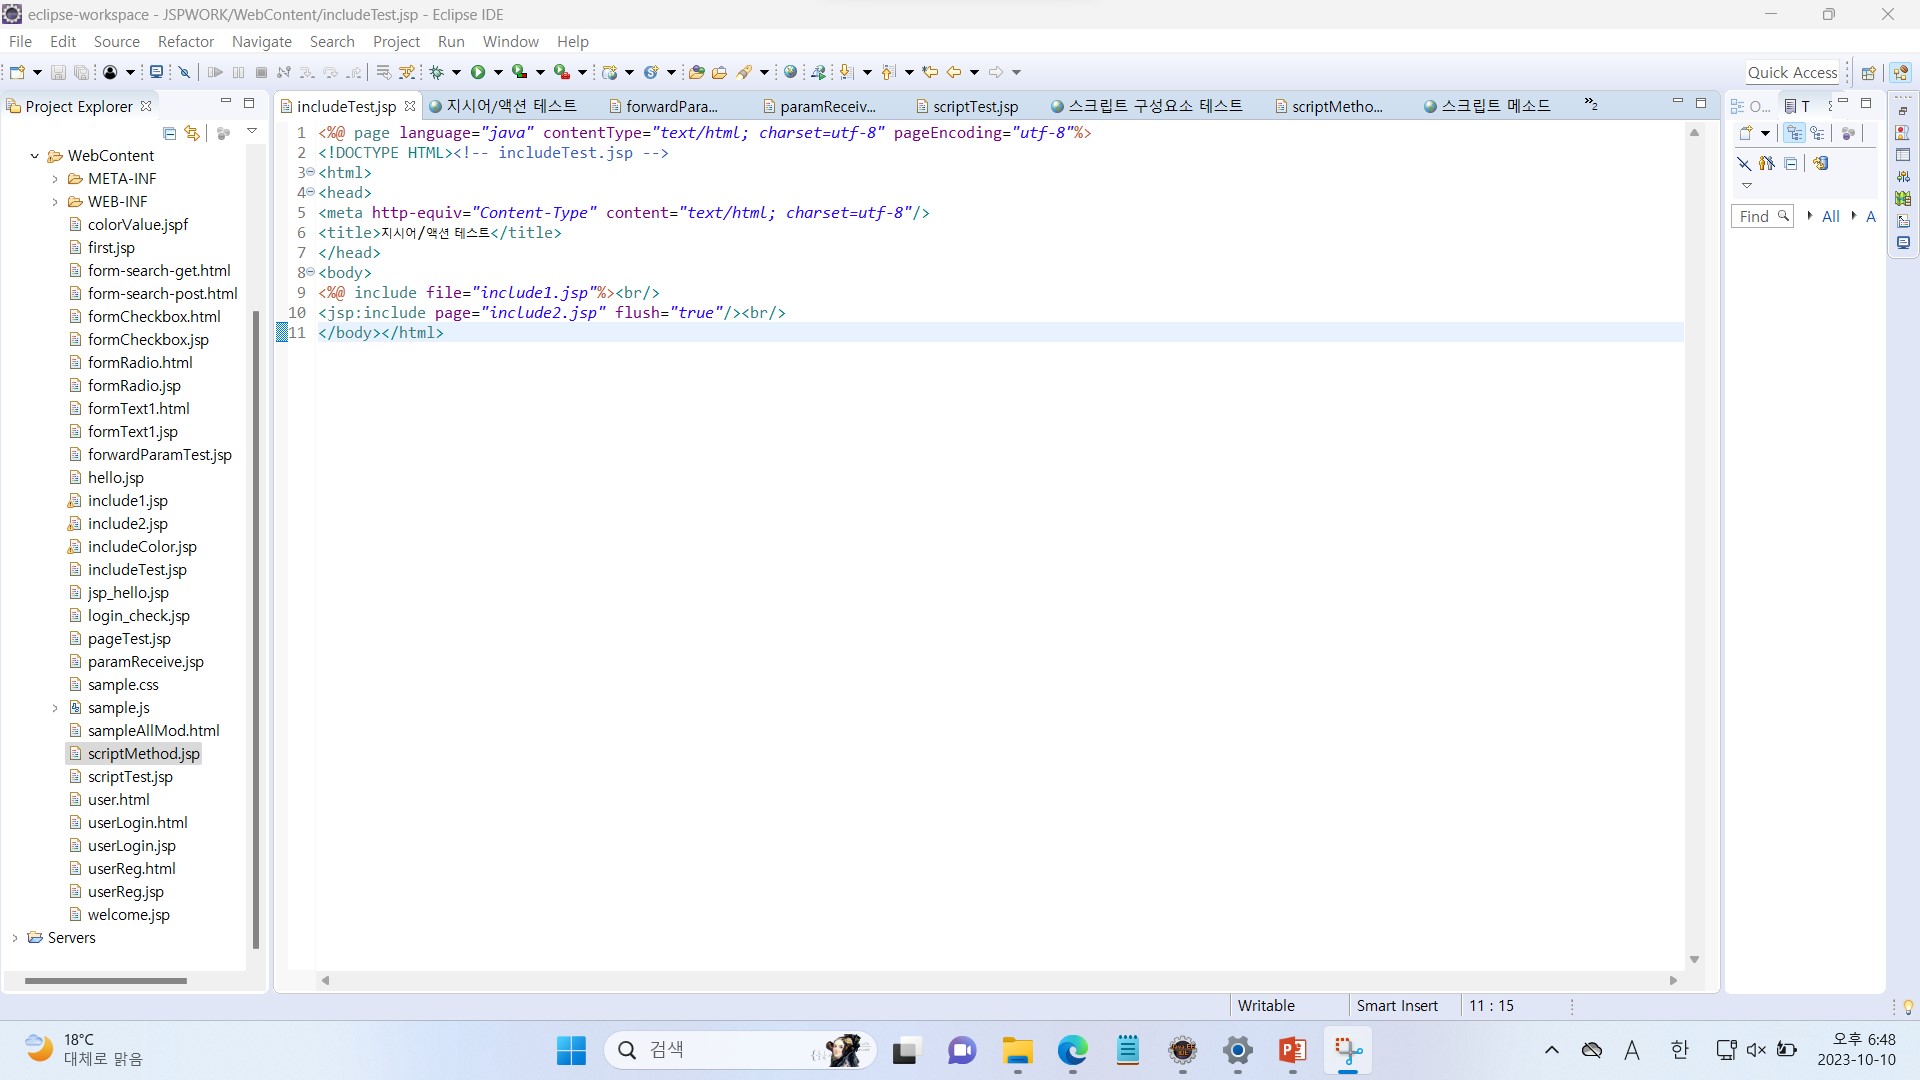 eclipse-workspace - JSPWORK/WebContent/includeTest.jsp - Eclipse IDE
File Edit Source Refactor Navigate Search Project Run Window Help
Quick Access
Project Explorer
WebContent
META-INF
WEB-INF
colorValue.jspf
first.jsp
form-search-get.html
form-search-post.html
formCheckbox.html
formCheckbox.jsp
formRadio.html
formRadio.jsp
formText1.html
formText1.jsp
forwardParamTest.jsp
hello.jsp
include1.jsp
include2.jsp
includeColor.jsp
includeTest.jsp
jsp_hello.jsp
login_check.jsp
pageTest.jsp
paramReceive.jsp
sample.css
sample.js
sampleAllMod.html
scriptMethod.jsp
scriptTest.jsp
user.html
userLogin.html
userLogin.jsp
userReg.html
userReg.jsp
welcome.jsp
Servers
includeTest.jsp 지시어/액션 테스트 forwardPara... paramReceiv... scriptTest.jsp 스크립트 구성요소 테스트 scriptMetho... 스크립트 메소드 »2
1 <%@ page language="java" contentType="text/html; charset=utf-8" pageEncoding="utf-8"%>
2 <!DOCTYPE HTML><!-- includeTest.jsp -->
3 <html>
4 <head>
5 <meta http-equiv="Content-Type" content="text/html; charset=utf-8"/>
6 <title>지시어/액션 테스트</title>
7 </head>
8 <body>
9 <%@ include file="include1.jsp"%><br/>
10 <jsp:include page="include2.jsp" flush="true"/><br/>
11 </body></html>
O... T
Find All A
Writable Smart Insert 11 : 15
18°C
대체로 맑음
검색
A 한
오후 6:48
2023-10-10